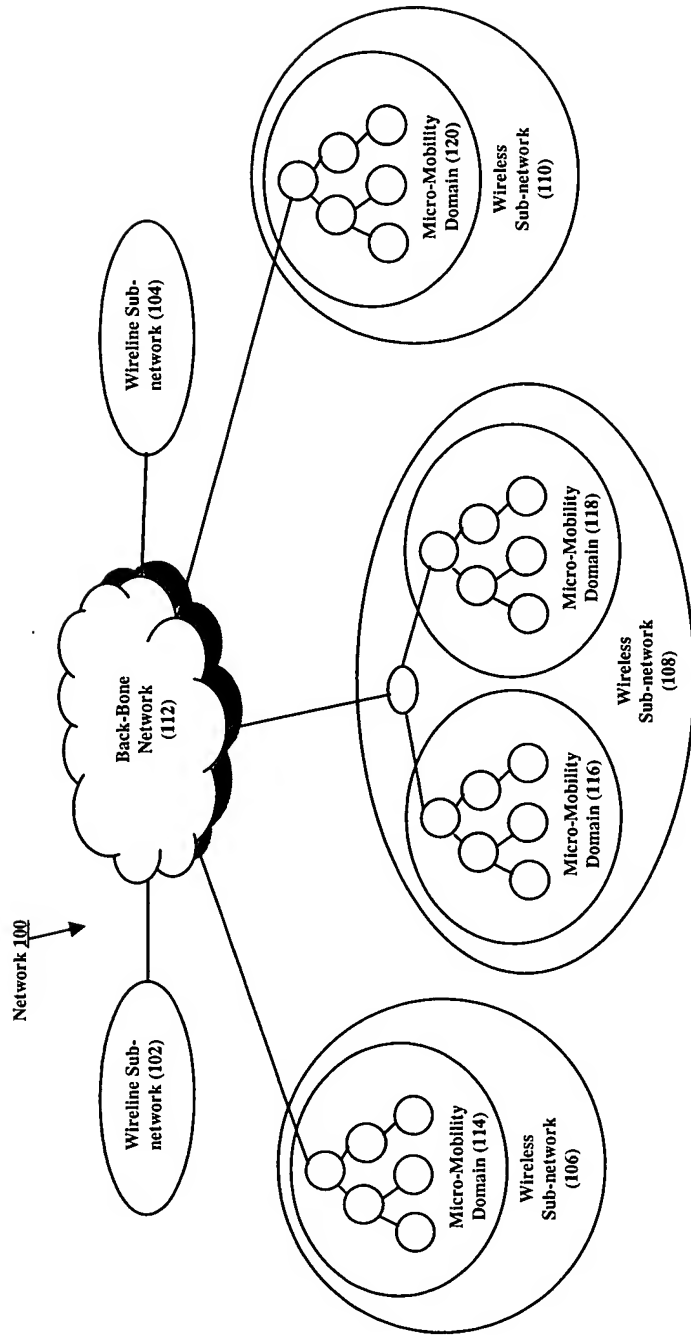 Network 100
Wireline Sub-
network (102)
Back-Bone
Network
(112)
Wireline Sub-
network (104)
Micro-Mobility
Domain (114)
Wireless
Sub-network
(106)
Micro-Mobility
Domain (116)
Micro-Mobility
Domain (118)
Wireless
Sub-network
(108)
Micro-Mobility
Domain (120)
Wireless
Sub-network
(110)